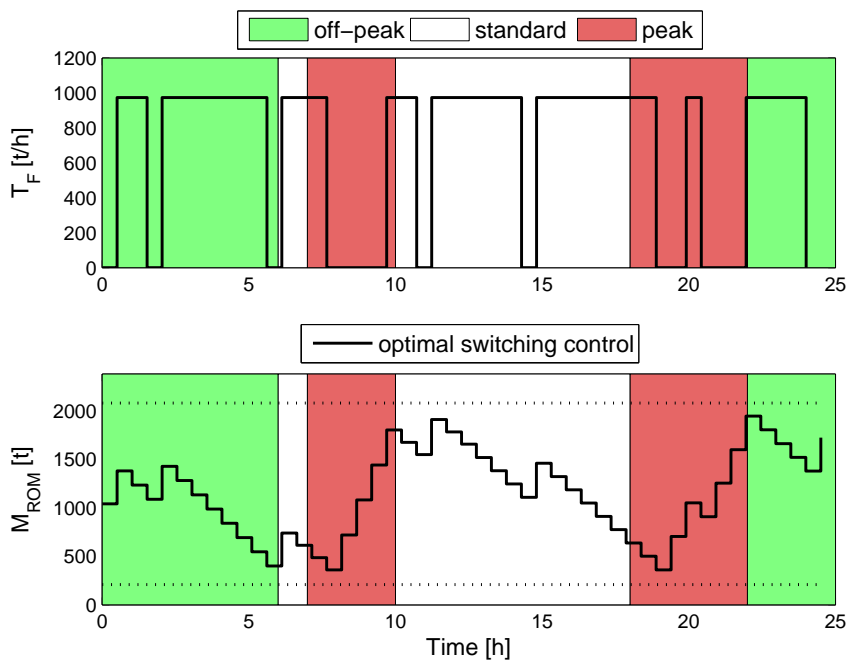 off-peak standard peak
1200
1000
800
600
400
200
0
T_F [t/h]
0 5 10 15 20 25
optimal switching control
2000
1500
1000
500
0
M_ROM [t]
0 5 10 15 20 25
Time [h]